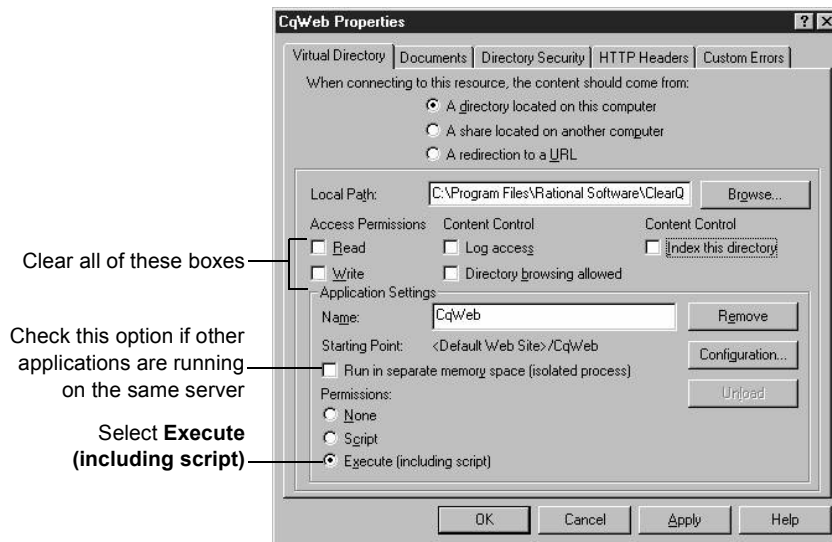 CqWeb Properties
Virtual Directory Documents Directory Security HTTP Headers Custom Errors
When connecting to this resource, the content should come from:
A directory located on this computer
A share located on another computer
A redirection to a URL
Local Path: C:\Program Files\Rational Software\ClearQ Browse...
Access Permissions Content Control Content Control
Clear all of these boxes
Read Log access Index this directory
Write Directory browsing allowed
Application Settings
Name: CqWeb Remove
Check this option if other
applications are running
on the same server
Starting Point: <Default Web Site>/CqWeb Configuration...
Run in separate memory space (isolated process)
Permissions: Unload
None
Script
Select Execute
(including script)
Execute (including script)
OK Cancel Apply Help